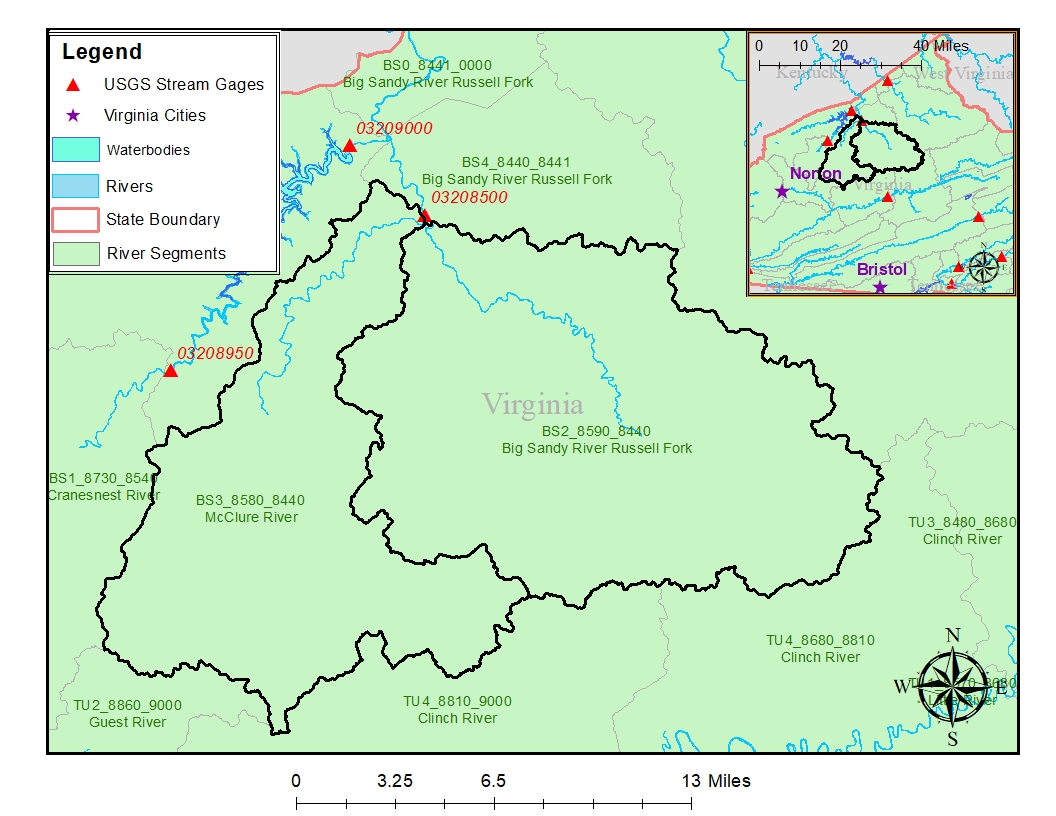 Legend
USGS Stream Gages
Virginia Cities
Waterbodies
Rivers
State Boundary
River Segments
BS0_8441_0000
Big Sandy River Russell Fork
03209000
BS4_8440_8441
Big Sandy River Russell Fork
03208500
0 10 20 40 Miles
Kentucky
West Virginia
Norton
Virginia
Bristol
Tennessee
Tennessee
N
S
03208950
Virginia
BS2_8590_8440
Big Sandy River Russell Fork
BS1_8730_8540
Cranesnest River
BS3_8580_8440
McClure River
TU3_8480_8680
Clinch River
TU4_8680_8810
Clinch River
N
W
E
S
River
TU2_8860_9000
Guest River
TU4_8810_9000
Clinch River
0 3.25 6.5 13 Miles